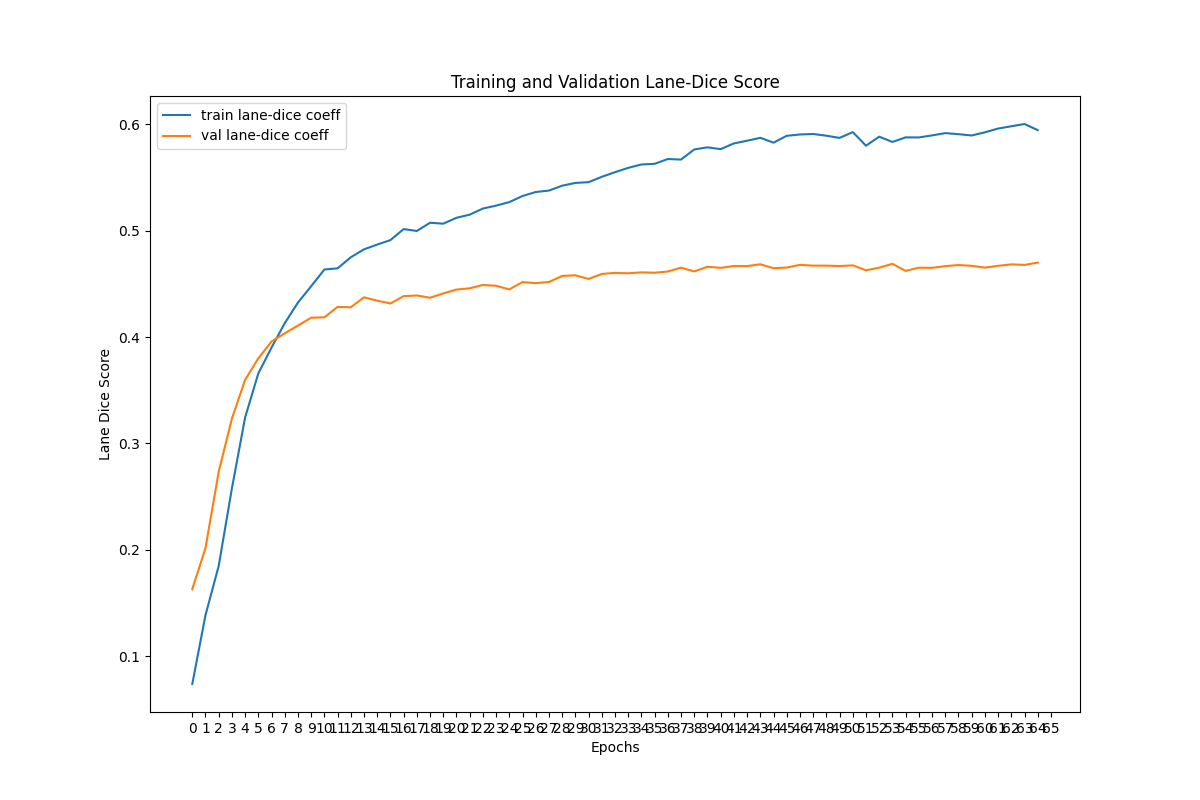 Training and Validation Lane-Dice Score
train lane-dice coeff
val lane-dice coeff
Lane Dice Score
0.6
0.5
0.4
0.3
0.2
0.1
0 1 2 3 4 5 6 7 8 9 10 11 12 13 14 15 16 17 18 19 20 21 22 23 24 25 26 27 28 29 30 31 32 33 34 35 36 37 38 39 40 41 42 43 44 45 46 47 48 49 50 51 52 53 54 55 56 57 58 59 60 61 62 63 64 65
Epochs